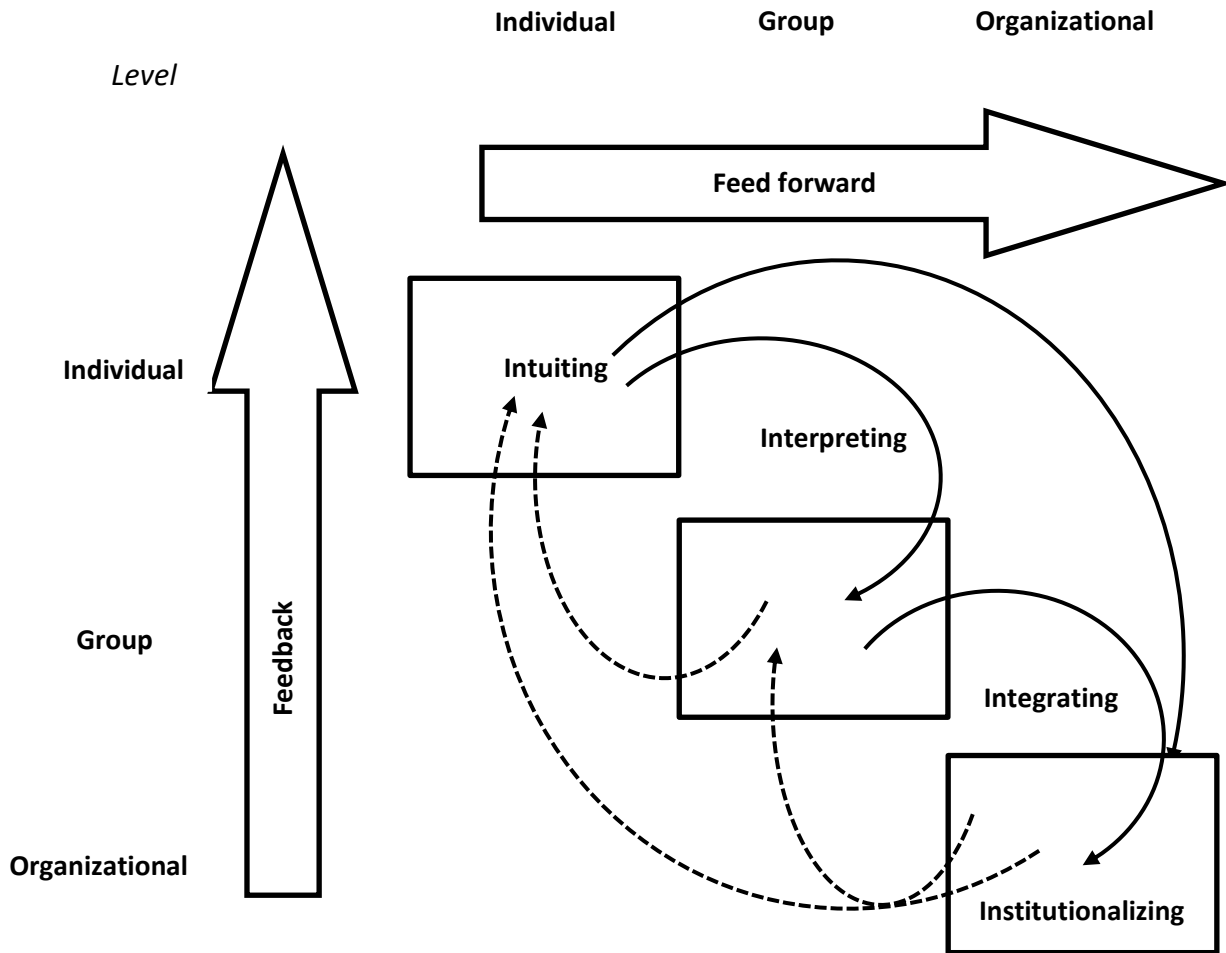 Individual Group Organizational
Level
Feed forward
Individual
Intuiting
Interpreting
Group
Feedback
Integrating
Organizational
Institutionalizing